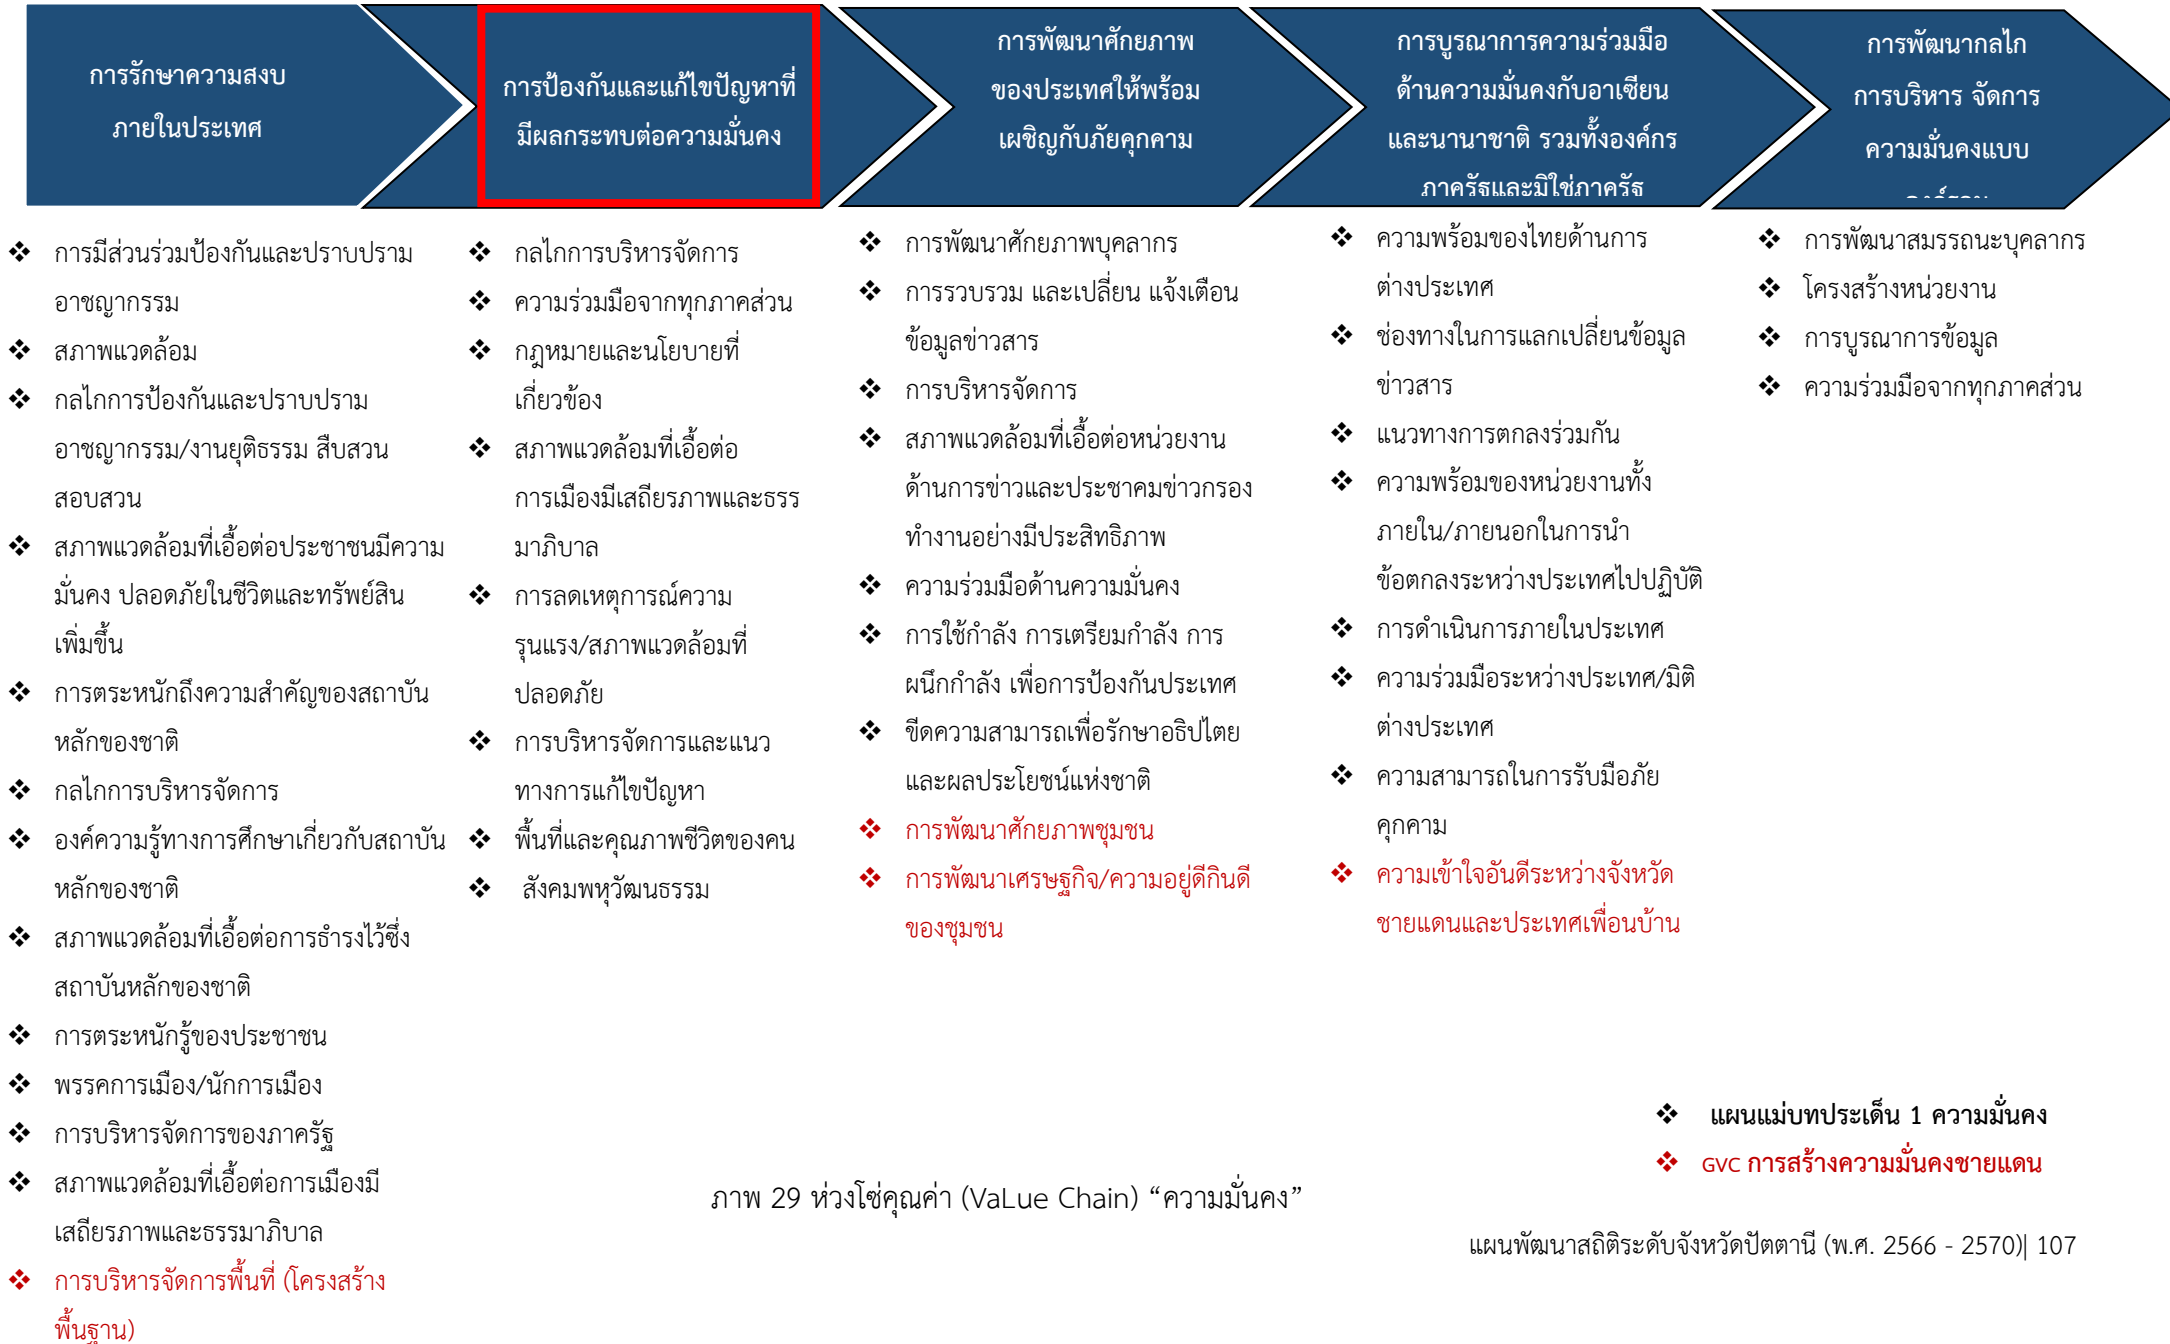 การรักษาความสงบ
ภายในประเทศ
การป้องกันและแก้ไขปัญหาที่
มีผลกระทบต่อความมั่นคง
การพัฒนาศักยภาพ
ของประเทศให้พร้อม
เผชิญกับภัยคุกคาม
การบูรณาการความร่วมมือ
ด้านความมั่นคงกับอาเซียน
และนานาชาติ รวมทั้งองค์กร
ภาครัฐและมิใช่ภาครัฐ
การพัฒนากลไก
การบริหาร จัดการ
ความมั่นคงแบบ
❖ การมีส่วนร่วมป้องกันและปราบปราม
อาชญากรรม
❖ สภาพแวดล้อม
❖ กลไกการป้องกันและปราบปราม
อาชญากรรม/งานยุติธรรม สืบสวน
สอบสวน
❖ สภาพแวดล้อมที่เอื้อต่อประชาชนมีความ
มั่นคง ปลอดภัยในชีวิตและทรัพย์สิน
เพิ่มขึ้น
❖ การตระหนักถึงความสำคัญของสถาบัน
หลักของชาติ
❖ กลไกการบริหารจัดการ
❖ องค์ความรู้ทางการศึกษาเกี่ยวกับสถาบัน
หลักของชาติ
❖ สภาพแวดล้อมที่เอื้อต่อการธำรงไว้ซึ่ง
สถาบันหลักของชาติ
❖ การตระหนักรู้ของประชาชน
❖ พรรคการเมือง/นักการเมือง
❖ การบริหารจัดการของภาครัฐ
❖ สภาพแวดล้อมที่เอื้อต่อการเมืองมี
เสถียรภาพและธรรมาภิบาล
❖ การบริหารจัดการพื้นที่ (โครงสร้าง
พื้นฐาน)
❖ กลไกการบริหารจัดการ
❖ ความร่วมมือจากทุกภาคส่วน
❖ กฎหมายและนโยบายที่
เกี่ยวข้อง
❖ สภาพแวดล้อมที่เอื้อต่อ
การเมืองมีเสถียรภาพและธรร
มาภิบาล
❖ การลดเหตุการณ์ความ
รุนแรง/สภาพแวดล้อมที่
ปลอดภัย
❖ การบริหารจัดการและแนว
ทางการแก้ไขปัญหา
❖ พื้นที่และคุณภาพชีวิตของคน
❖ สังคมพหุวัฒนธรรม
❖ การพัฒนาศักยภาพบุคลากร
❖ การรวบรวม และเปลี่ยน แจ้งเตือน
ข้อมูลข่าวสาร
❖ การบริหารจัดการ
❖ สภาพแวดล้อมที่เอื้อต่อหน่วยงาน
ด้านการข่าวและประชาคมข่าวกรอง
ทำงานอย่างมีประสิทธิภาพ
❖ ความร่วมมือด้านความมั่นคง
❖ การใช้กำลัง การเตรียมกำลัง การ
ผนึกกำลัง เพื่อการป้องกันประเทศ
❖ ขีดความสามารถเพื่อรักษาอธิปไตย
และผลประโยชน์แห่งชาติ
❖ การพัฒนาศักยภาพชุมชน
❖ การพัฒนาเศรษฐกิจ/ความอยู่ดีกินดี
ของชุมชน
❖ ความพร้อมของไทยด้านการ
ต่างประเทศ
❖ ช่องทางในการแลกเปลี่ยนข้อมูล
ข่าวสาร
❖ แนวทางการตกลงร่วมกัน
❖ ความพร้อมของหน่วยงานทั้ง
ภายใน/ภายนอกในการนำ
ข้อตกลงระหว่างประเทศไปปฏิบัติ
❖ การดำเนินการภายในประเทศ
❖ ความร่วมมือระหว่างประเทศ/มิติ
ต่างประเทศ
❖ ความสามารถในการรับมือภัย
คุกคาม
❖ ความเข้าใจอันดีระหว่างจังหวัด
ชายแดนและประเทศเพื่อนบ้าน
❖ การพัฒนาสมรรถนะบุคลากร
❖ โครงสร้างหน่วยงาน
❖ การบูรณาการข้อมูล
❖ ความร่วมมือจากทุกภาคส่วน
❖ แผนแม่บทประเด็น 1 ความมั่นคง
❖ GVC การสร้างความมั่นคงชายแดน
ภาพ 29 ห่วงโซ่คุณค่า (VaLue Chain) “ความมั่นคง”
แผนพัฒนาสถิติระดับจังหวัดปัตตานี (พ.ศ. 2566 - 2570)| 107